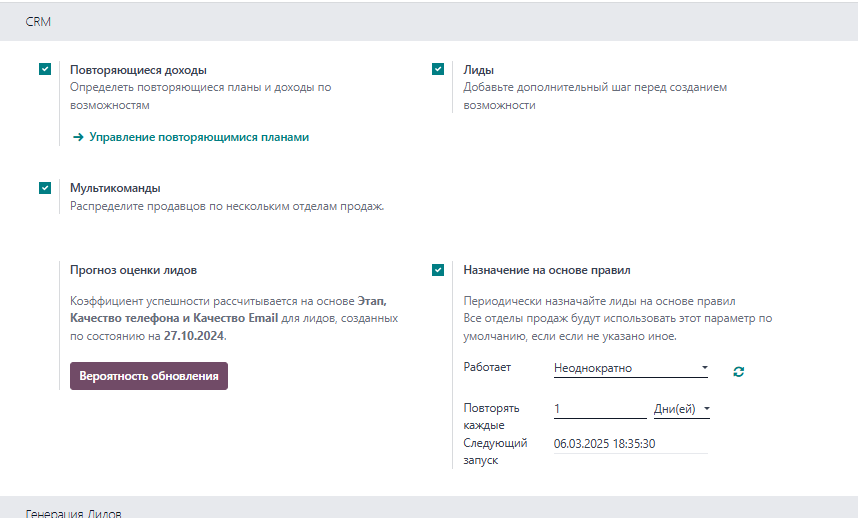 CRM
Повторяющиеся доходы
Определеть повторяющиеся планы и доходы по
возможностям
Управление повторяющимися планами
Лиды
Добавьте дополнительный шаг перед созданием
возможности
Мультикоманды
Распределите продавцов по нескольким отделам продаж.
Прогноз оценки лидов
Коэффициент успешности рассчитывается на основе Этап,
Качество телефона и Качество Email для лидов, созданных
по состоянию на 27.10.2024.
Вероятность обновления
Назначение на основе правил
Периодически назначайте лиды на основе правил
Все отделы продаж будут использовать этот параметр по
умолчанию, если если не указано иное.
Работает Неоднократно
Повторять 1 Дни(ей)
каждые
Следующий 06.03.2025 18:35:30
запуск
Генерация Лидов